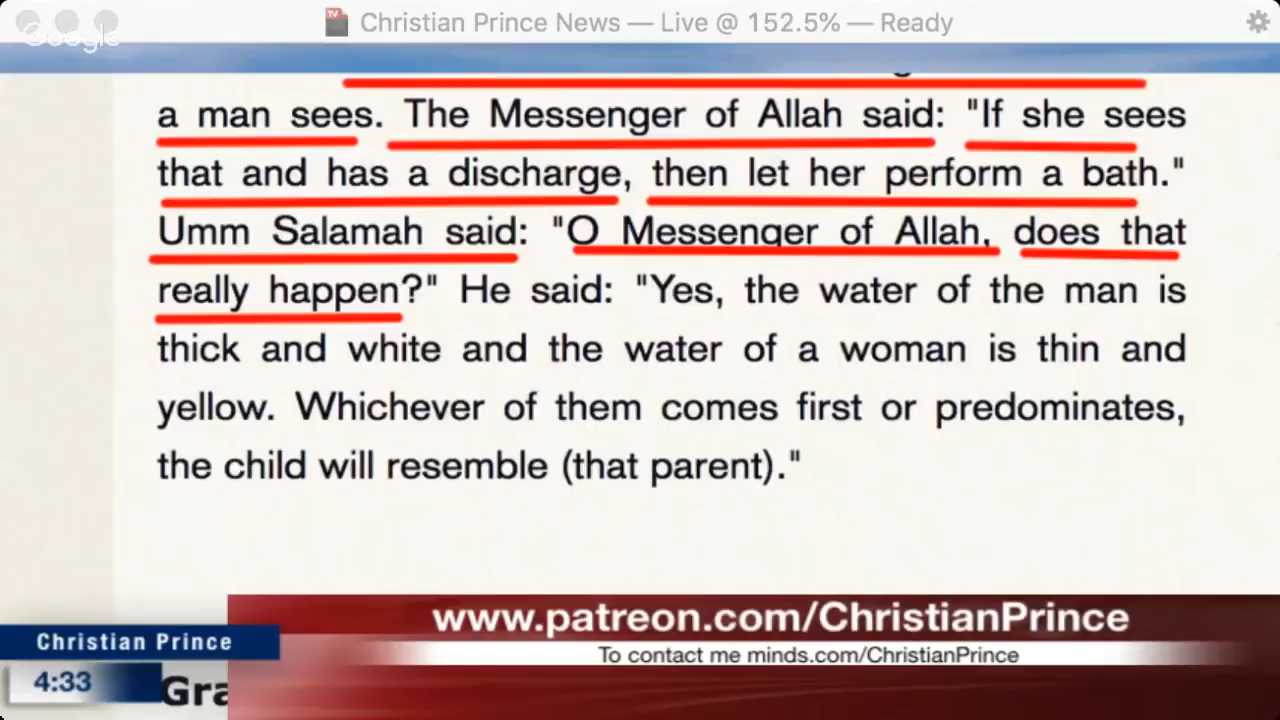 Christian Prince News — Live @ 152.5% — Ready
Google
a man sees. The Messenger of Allah said: "If she sees
that and has a discharge, then let her perform a bath."
Umm Salamah said: "O Messenger of Allah, does that
really happen?" He said: "Yes, the water of the man is
thick and white and the water of a woman is thin and
yellow. Whichever of them comes first or predominates,
the child will resemble (that parent)."
www.patreon.com/ChristianPrince
Christian Prince
To contact me minds.com/ChristianPrince
4:33
Gra